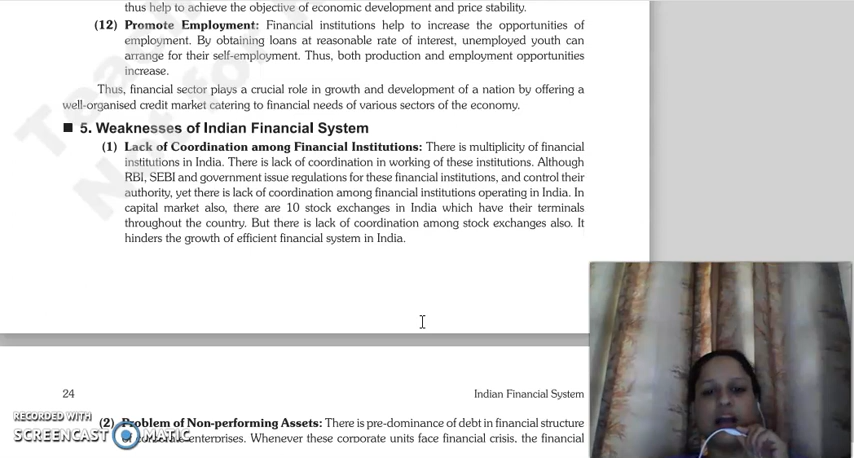 thus help to achieve the objective of economic development and price stability.
(12) Promote Employment: Financial institutions help to increase the opportunities of
employment. By obtaining loans at reasonable rate of interest, unemployed youth can
arrange for their self-employment. Thus, both production and employment opportunities
increase.
Thus, financial sector plays a crucial role in growth and development of a nation by offering a
well-organised credit market catering to financial needs of various sectors of the economy.
■ 5. Weaknesses of Indian Financial System
(1) Lack of Coordination among Financial Institutions: There is multiplicity of financial
institutions in India. There is lack of coordination in working of these institutions. Although
RBI, SEBI and government issue regulations for these financial institutions, and control their
authority, yet there is lack of coordination among financial institutions operating in India. In
capital market also, there are 10 stock exchanges in India which have their terminals
throughout the country. But there is lack of coordination among stock exchanges also. It
hinders the growth of efficient financial system in India.
24 Indian Financial System
(2) Problem of Non-performing Assets: There is pre-dominance of debt in financial structure
enterprises. Whenever these corporate units face financial crisis, the financial
RECORDED WITH
SCREENCAST MATIC